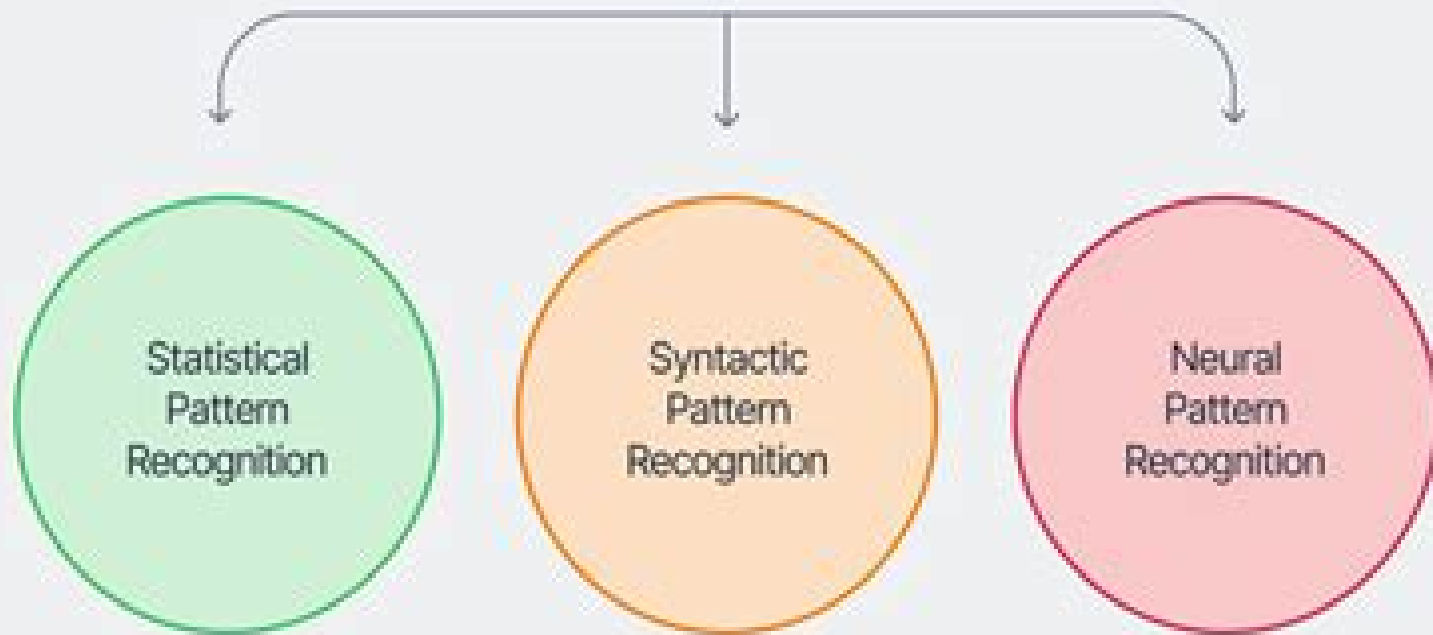 Statistical
Pattern
Recognition
Syntactic
Pattern
Recognition
Neural
Pattern
Recognition